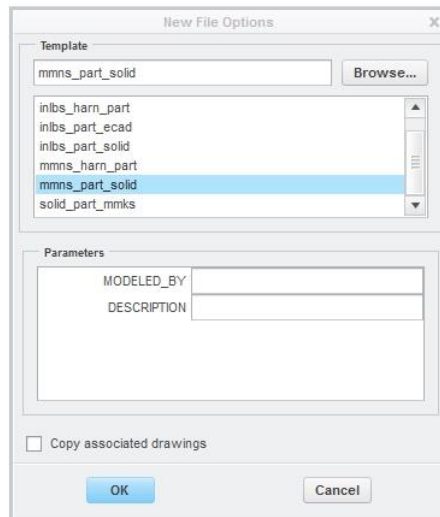 New File Options
Template
mmns_part_solid
Browse...
inlbs_harn_part
inlbs_part_ecad
inlbs_part_solid
mmns_harn_part
mmns_part_solid
solid_part_mmks
Parameters
MODELED_BY
DESCRIPTION
Copy associated drawings
OK
Cancel